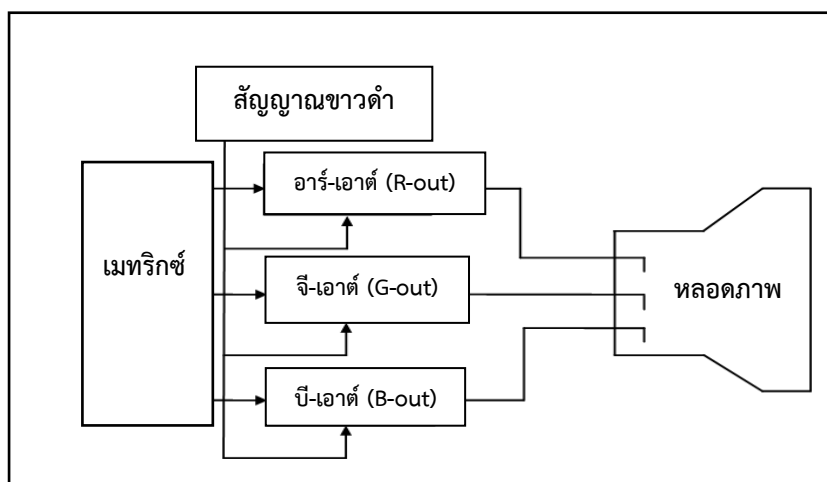 สัญญาณขาวดำ
อาร์-เอาต์ (R-out)
เมทริกซ์
จี-เอาต์ (G-out)
หลอดภาพ
บี-เอาต์ (B-out)